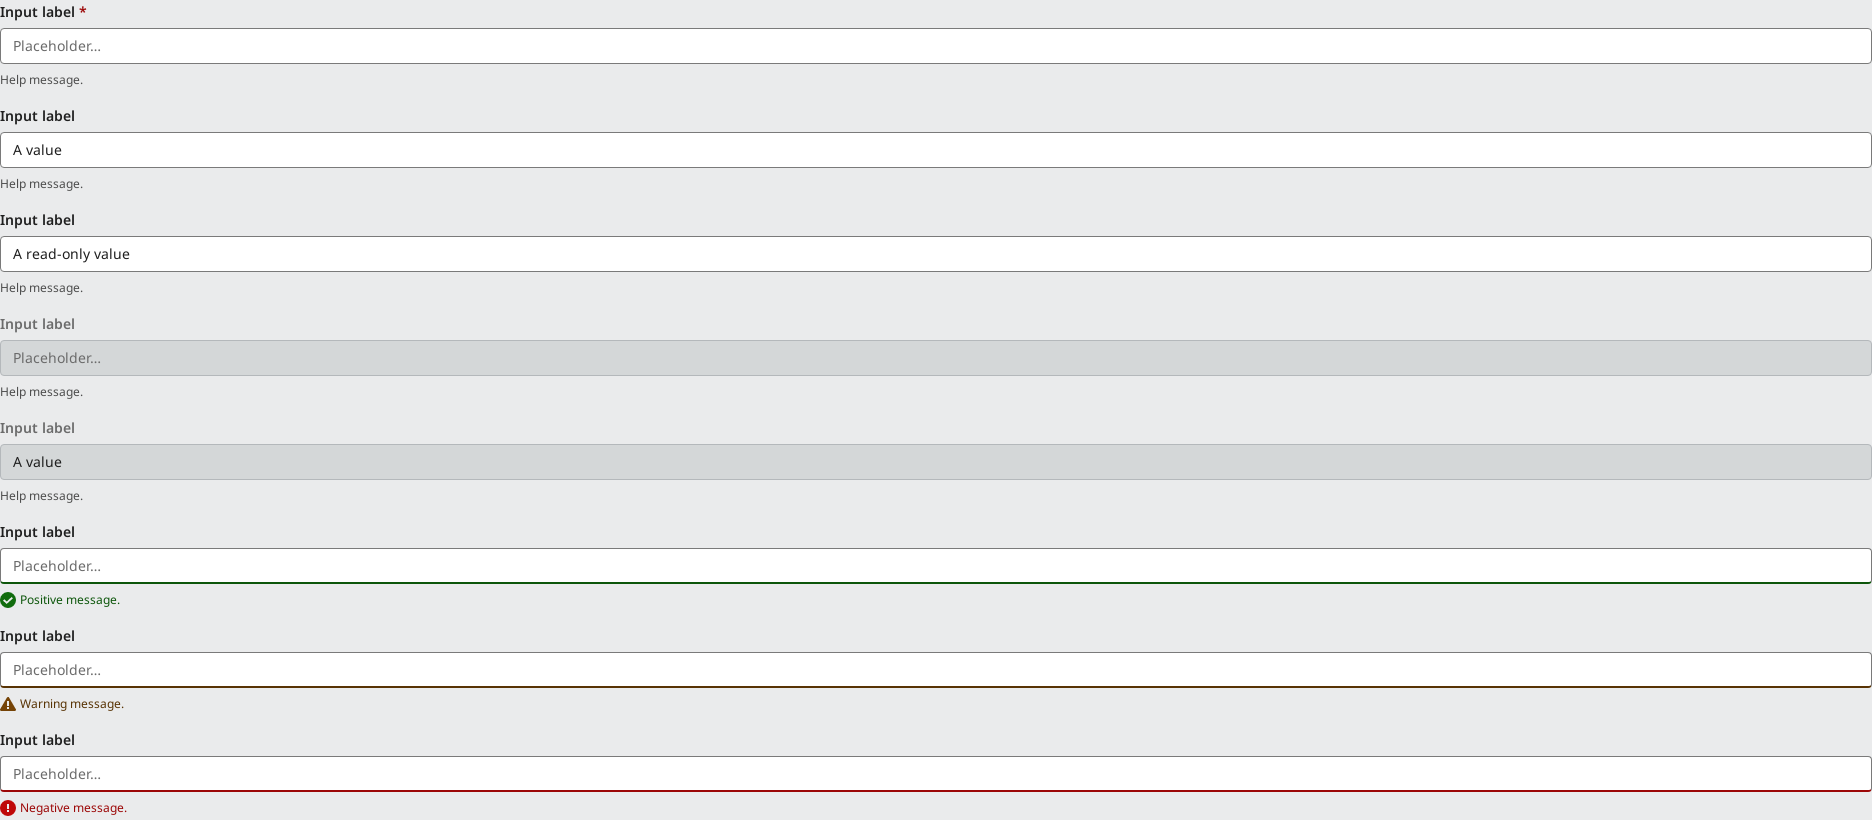 Input label *
Placeholder...
Help message.
Input label
A value
Help message.
Input label
A read-only value
Help message.
Input label
Placeholder...
Help message.
Input label
A value
Help message.
Input label
Placeholder...
Positive message.
Input label
Placeholder...
Warning message.
Input label
Placeholder...
Negative message.